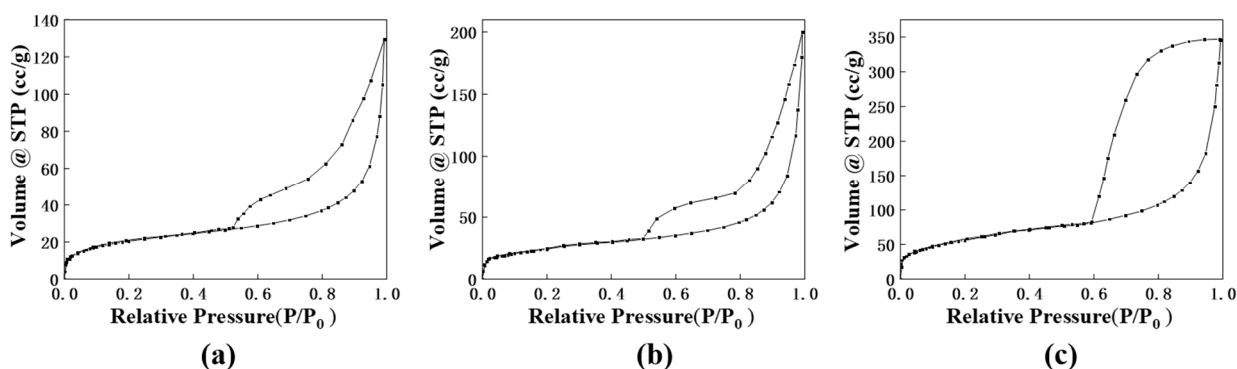 Volume @ STP (cc/g)
140
120
100
80
60
40
20
0
0.0 0.2 0.4 0.6 0.8 1.0
Relative Pressure(P/P0 )
(a)
Volume @ STP (cc/g)
200
150
100
50
0
0.0 0.2 0.4 0.6 0.8 1.0
Relative Pressure(P/P0 )
(b)
Volume @ STP (cc/g)
350
300
250
200
150
100
50
0
0.0 0.2 0.4 0.6 0.8 1.0
Relative Pressure(P/P0 )
(c)